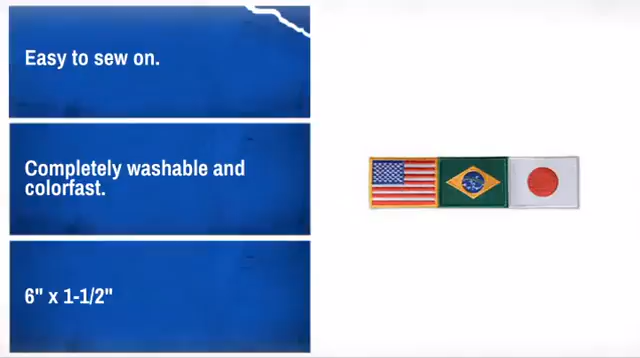 Easy to sew on.
Completely washable and
colorfast.
6" x 1-1/2"